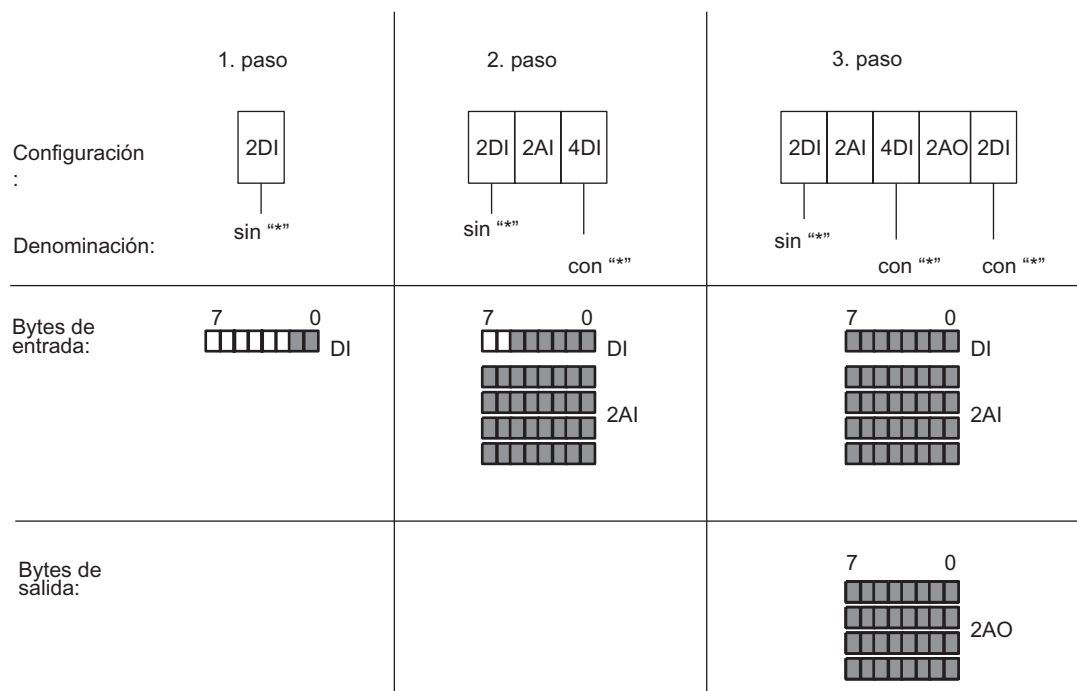 1. paso
2. paso
3. paso
Configuración
:
2DI
2DI 2AI 4DI
2DI 2AI 4DI 2AO 2DI
Denominación:
sin “*”
sin “*”
con “*”
sin “*”
con “*”
con “*”
Bytes de
entrada:
7 0
DI
7 0
DI
2AI
7 0
DI
2AI
Bytes de
salida:
7 0
2AO